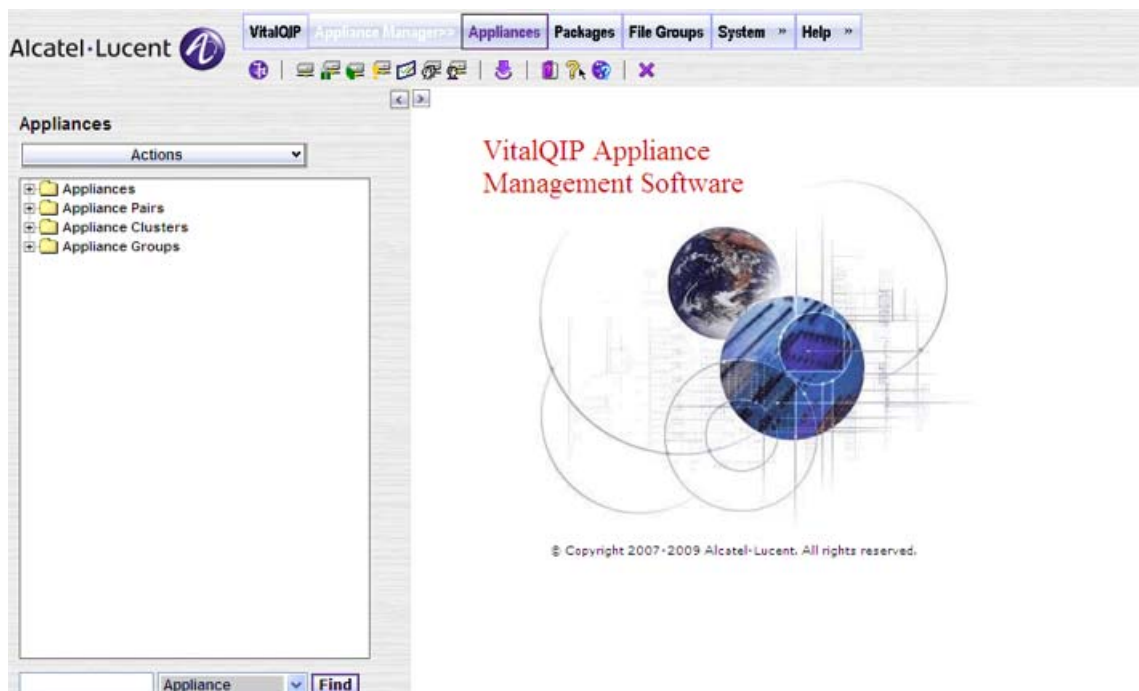 Alcatel·Lucent
VitalQIP Appliance Manager>> Appliances Packages File Groups System » Help »
Appliances
Actions
Appliances
Appliance Pairs
Appliance Clusters
Appliance Groups
Appliance Find
VitalQIP Appliance
Management Software
© Copyright 2007-2009 Alcatel-Lucent. All rights reserved.